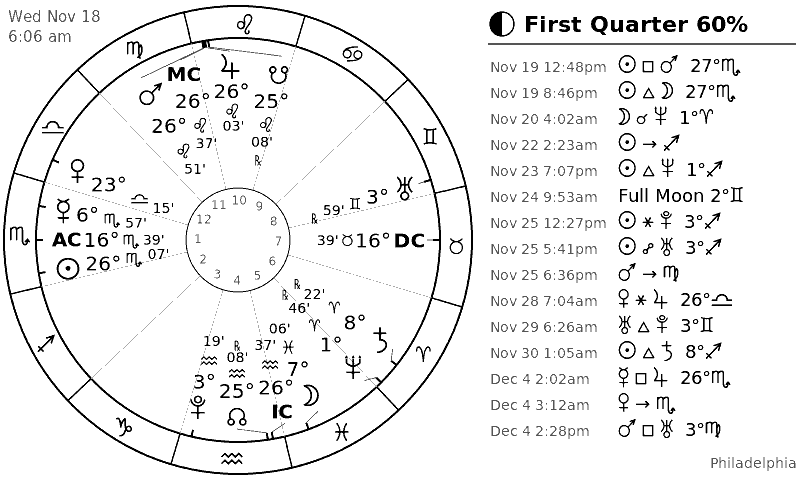 Wed Nov 18
6:06 am
First Quarter 60%
Nov 19 12:48pm ☉ □ ♂ 27°♏
Nov 19 8:46pm ☉ △ ☽ 27°♏
Nov 20 4:02am ☽ ☌ ♆ 1°♈
Nov 22 2:23am ☉ → ♐
Nov 23 7:07pm ☉ △ ♆ 1°♐
Nov 24 9:53am Full Moon 2°♊
Nov 25 12:27pm ☉ ⚹ ♇ 3°♐
Nov 25 5:41pm ☉ ☍ ♅ 3°♐
Nov 25 6:36pm ♂ → ♍
Nov 28 7:04am ♀ ⚹ ♃ 26°♎
Nov 29 6:26am ♅ △ ♇ 3°♊
Nov 30 1:05am ☉ △ ♄ 8°♐
Dec 4 2:02am ☿ □ ♃ 26°♏
Dec 4 3:12am ♀ → ♏
Dec 4 2:28pm ♂ □ ♅ 3°♍
Philadelphia
♌
♍
♋
♎
♊
♏
♉
♐
♈
♑
♓
♒
MC 26° ♌ 37'
♂ 26° ♌ 51'
♃ 26° ♌ 03'
☋ 25° ♌ 08' ℞
♀ 23° ♎ 15'
☿ 6° ♏ 57'
AC 16° ♏ 39'
☉ 26° ♏ 07'
℞ 59' ♊ 3° ♅
39' ♉ 16° DC
℞ 22' ♈ 8° ♄
℞ 46' ♈ 1° ♆
06' ♓ 7° ☽
37' ♒ 26° IC
℞ 08' ♒ 25° ☊
19' ♒ 3° ♇
11 10 9
12 8
1 7
2 6
3 4 5